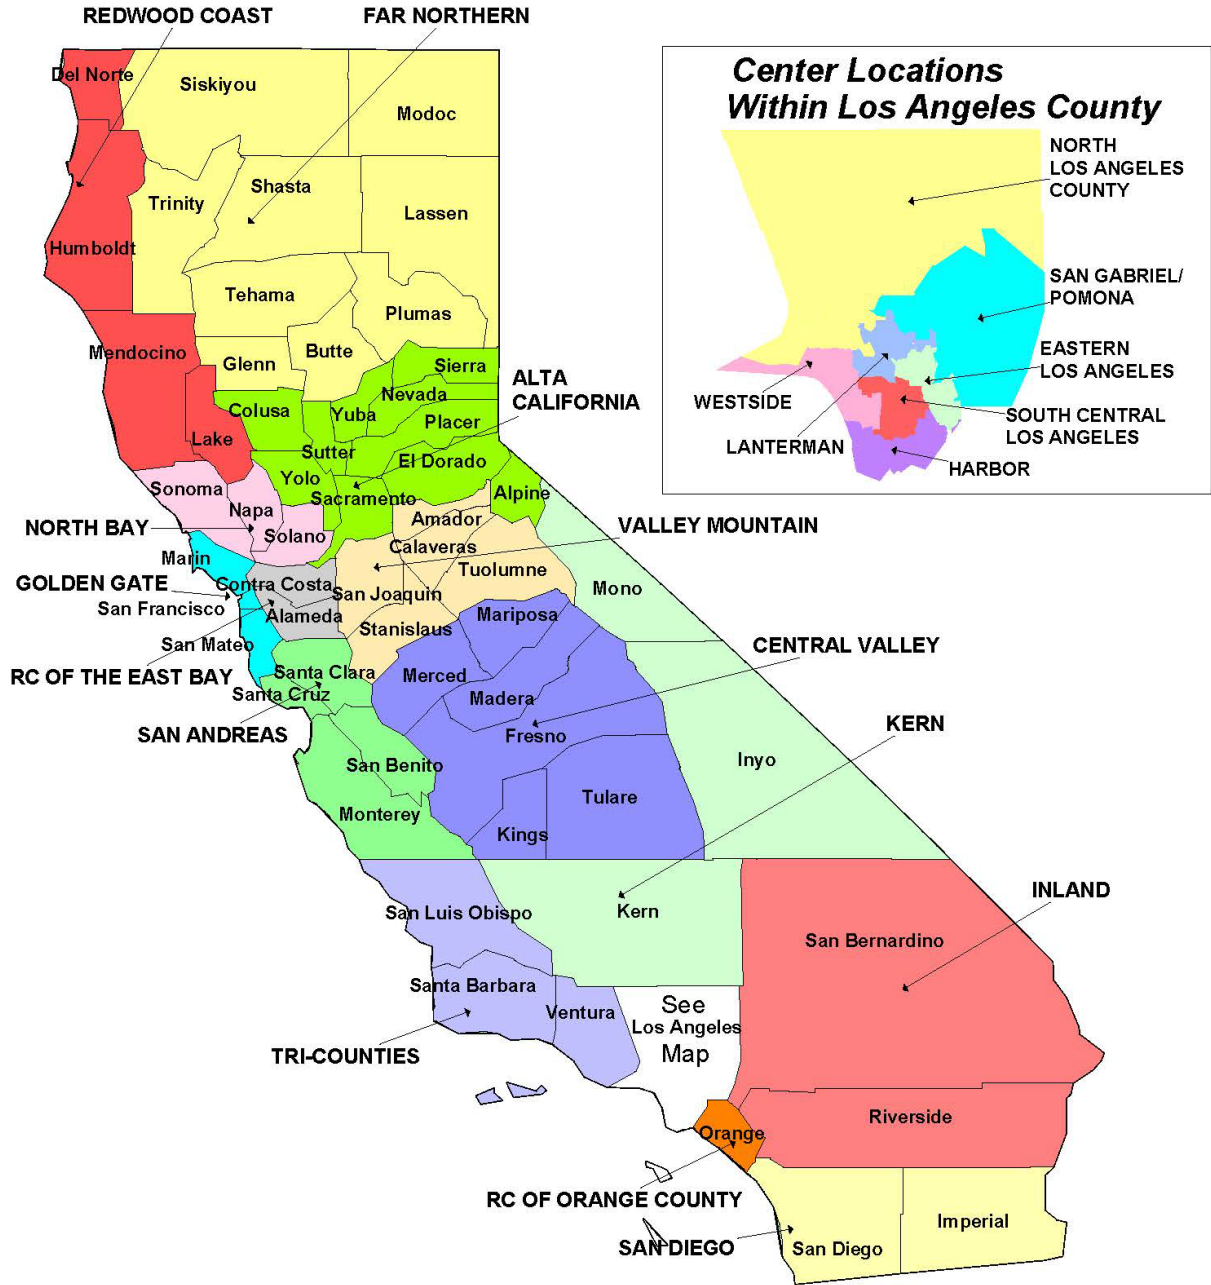 REDWOOD COAST
FAR NORTHERN
Del Norte
Siskiyou
Modoc
Shasta
Trinity
Lassen
Humboldt
Tehama
Plumas
Mendocino
Glenn
Butte
Sierra
Nevada
Colusa
Yuba
Placer
Lake
Sutter
El Dorado
Yolo
Sacramento
Alpine
ALTA
CALIFORNIA
Sonoma
Napa
Solano
NORTH BAY
Amador
Calaveras
Tuolumne
VALLEY MOUNTAIN
Marin
Contra Costa
San Joaquin
Mono
GOLDEN GATE
San Francisco
Alameda
Stanislaus
Mariposa
San Mateo
RC OF THE EAST BAY
Santa Clara
Merced
CENTRAL VALLEY
Santa Cruz
Madera
SAN ANDREAS
Fresno
KERN
San Benito
Inyo
Monterey
Tulare
Kings
San Luis Obispo
Kern
INLAND
San Bernardino
Santa Barbara
Ventura
See
Los Angeles
Map
TRI-COUNTIES
Orange
Riverside
RC OF ORANGE COUNTY
SAN DIEGO
San Diego
Imperial
Center Locations
Within Los Angeles County
NORTH
LOS ANGELES
COUNTY
SAN GABRIEL/
POMONA
EASTERN
LOS ANGELES
WESTSIDE
SOUTH CENTRAL
LOS ANGELES
LANTERMAN
HARBOR